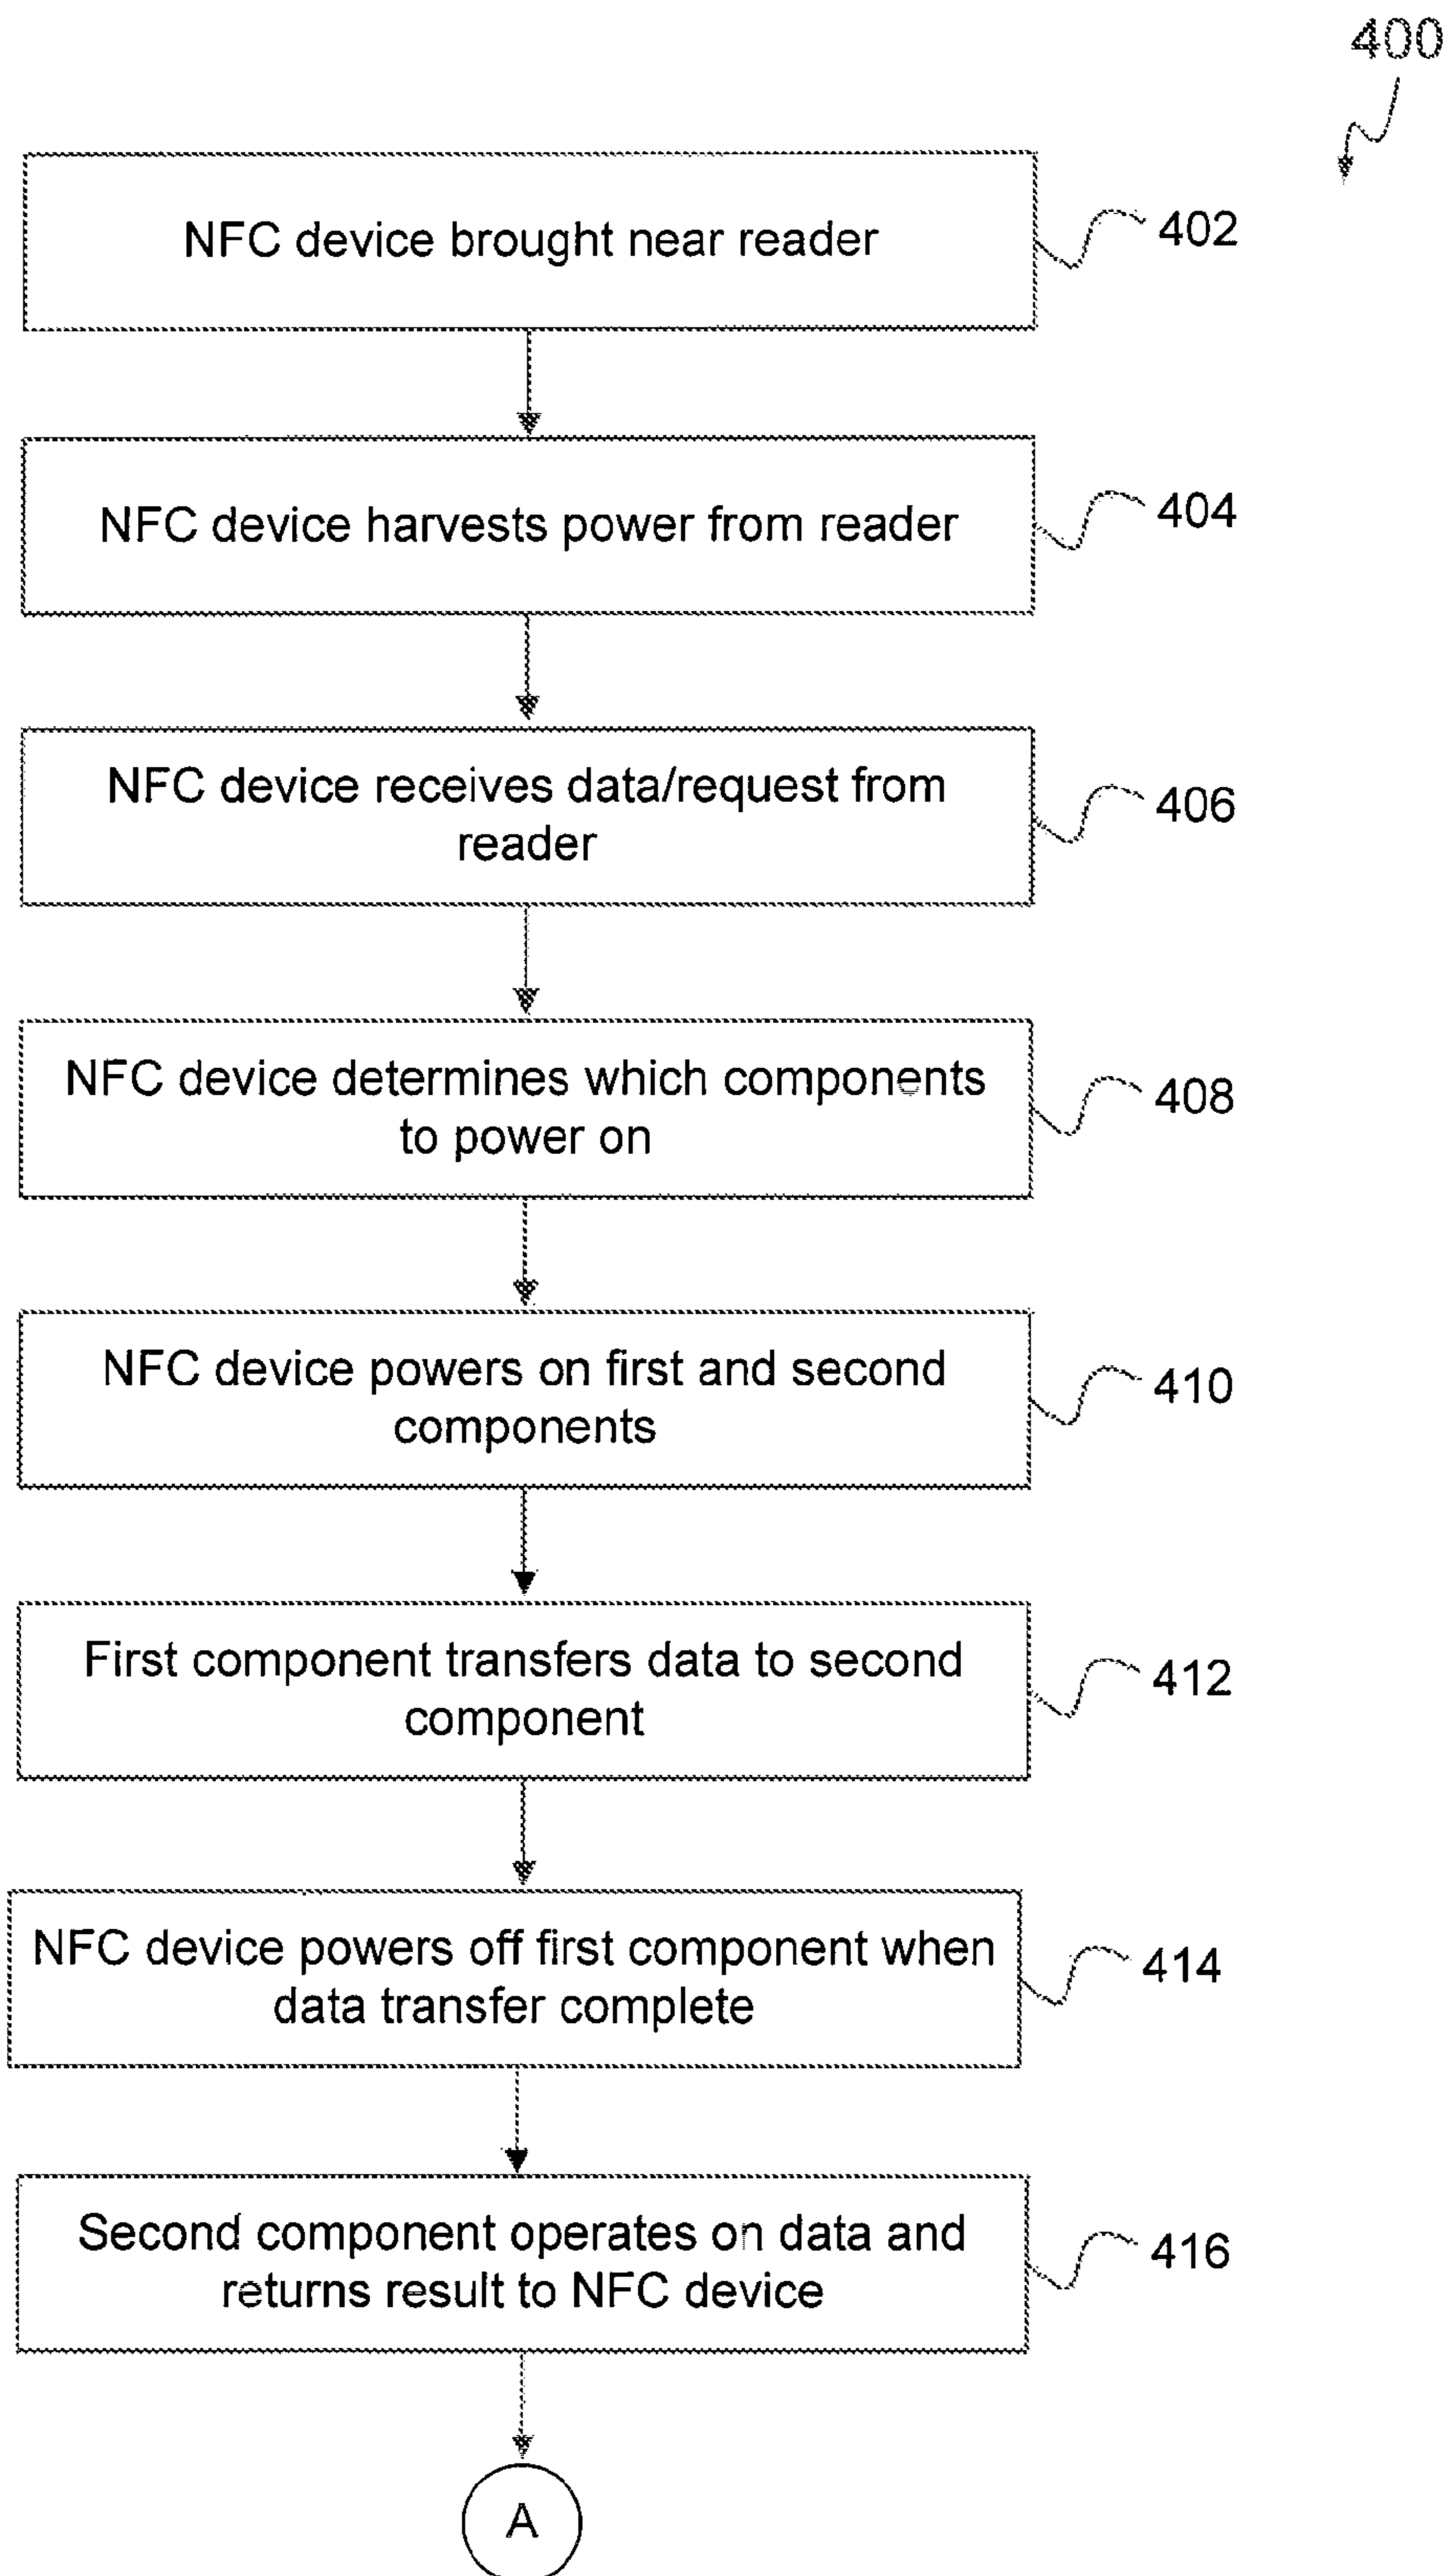 400
NFC device brought near reader
402
NFC device harvests power from reader
404
NFC device receives data/request from
reader
406
NFC device determines which components
to power on
408
NFC device powers on first and second
components
410
First component transfers data to second
component
412
NFC device powers off first component when
data transfer complete
414
Second component operates on data and
returns result to NFC device
416
A